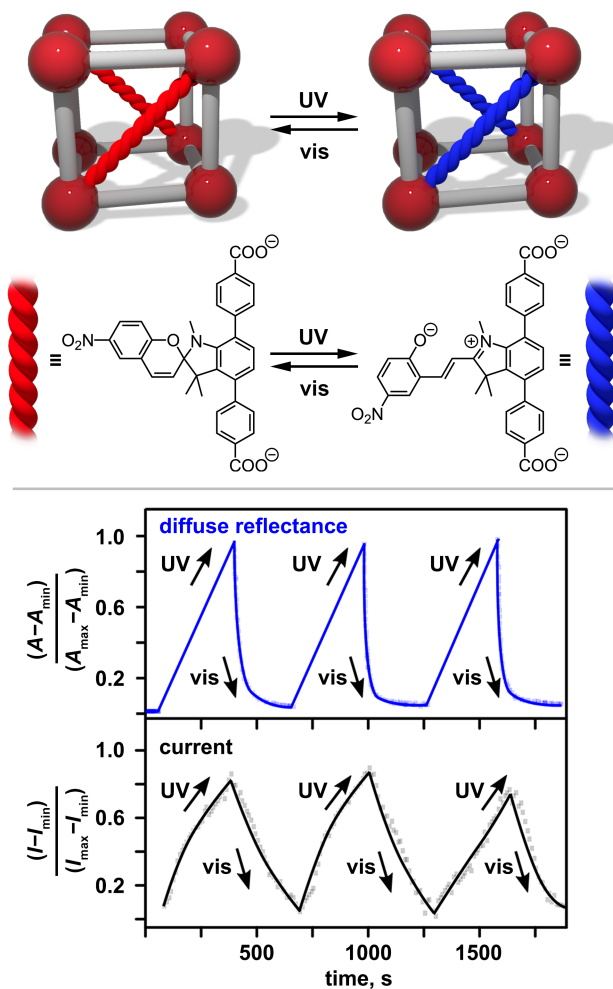 UV
vis
COO⊖
COO⊖
O₂N
O
N
UV
vis
O⊖
N
⊕
O₂N
COO⊖
COO⊖
≡
≡
diffuse reflectance
(A−Amin)
(Amax−Amin)
1.0
0.6
0.2
UV
UV
UV
vis
vis
vis
current
(I−Imin)
(Imax−Imin)
1.0
0.6
0.2
UV
UV
UV
vis
vis
vis
500
1000
1500
time, s